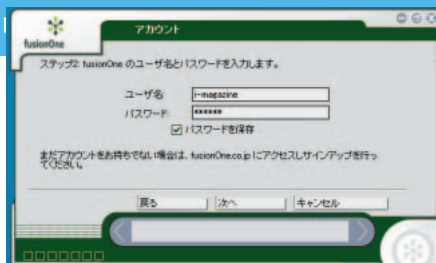 アカウント
fusionOne
ステップ2: fusionOne のユーザ名とパスワードを入力します。
ユーザ名 i-magazine
パスワード ******
パスワードを保存
まだアカウントをお持ちでない場合は、fusionOne.co.jp にアクセスしサインアップを行っ
てください。
戻る 次へ キャンセル